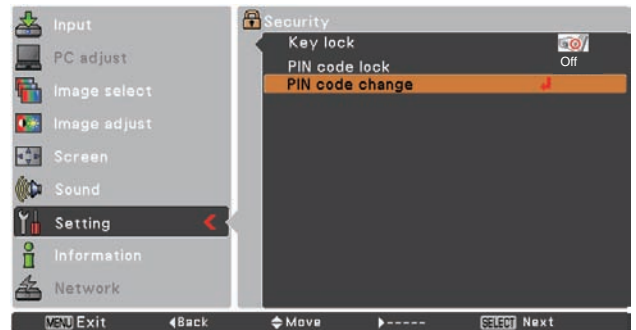 Input
PC adjust
Image select
Image adjust
Screen
Sound
Setting
Information
Network
Security
Key lock
PIN code lock Off
PIN code change
MENU Exit ◀Back Move ▶----- SELECT Next